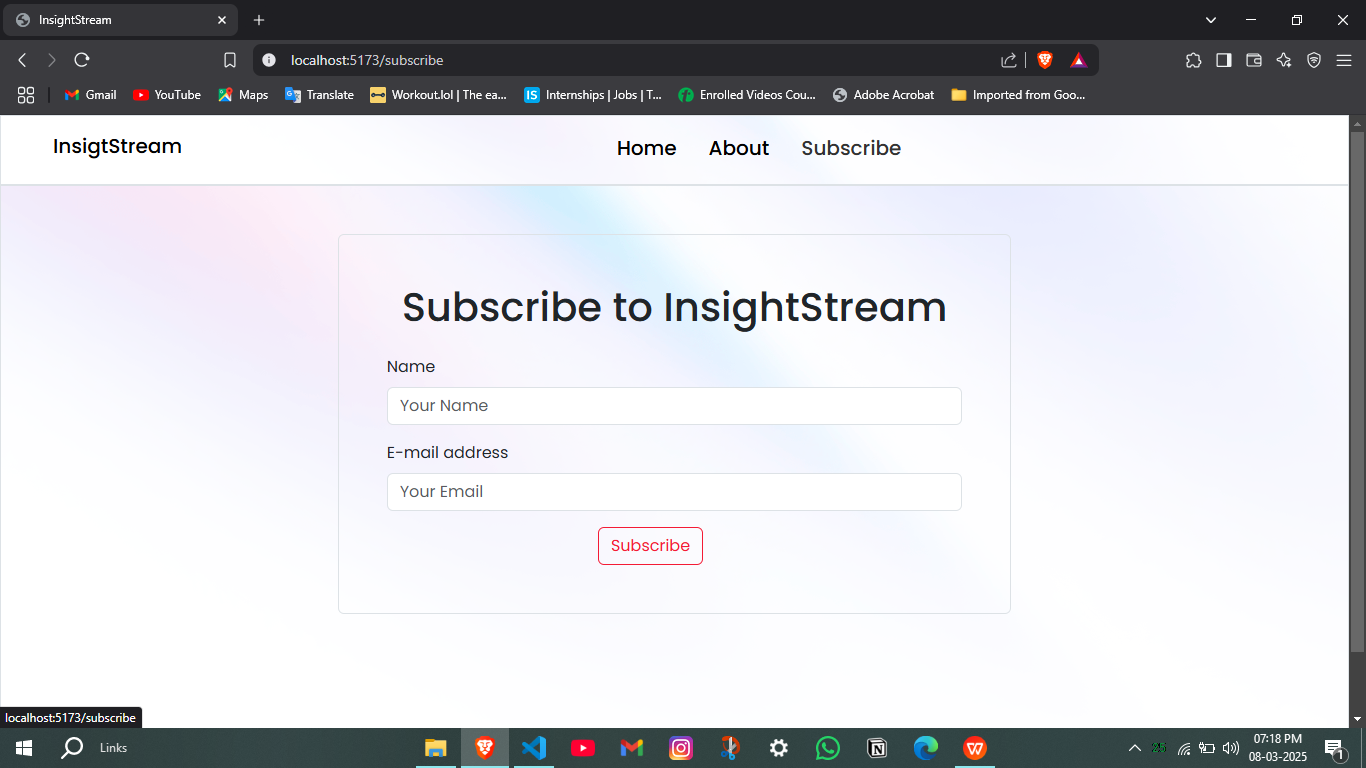 InsightStream
localhost:5173/subscribe
Gmail YouTube Maps Translate Workout.lol | The ea... Internships | Jobs | T... Enrolled Videos Cou... Adobe Acrobat Imported from Goo...
InsigtStream Home About Subscribe
Subscribe to InsightStream
Name
Your Name
E-mail address
Your Email
Subscribe
localhost:5173/subscribe
Links
07:18 PM
08-03-2025
1